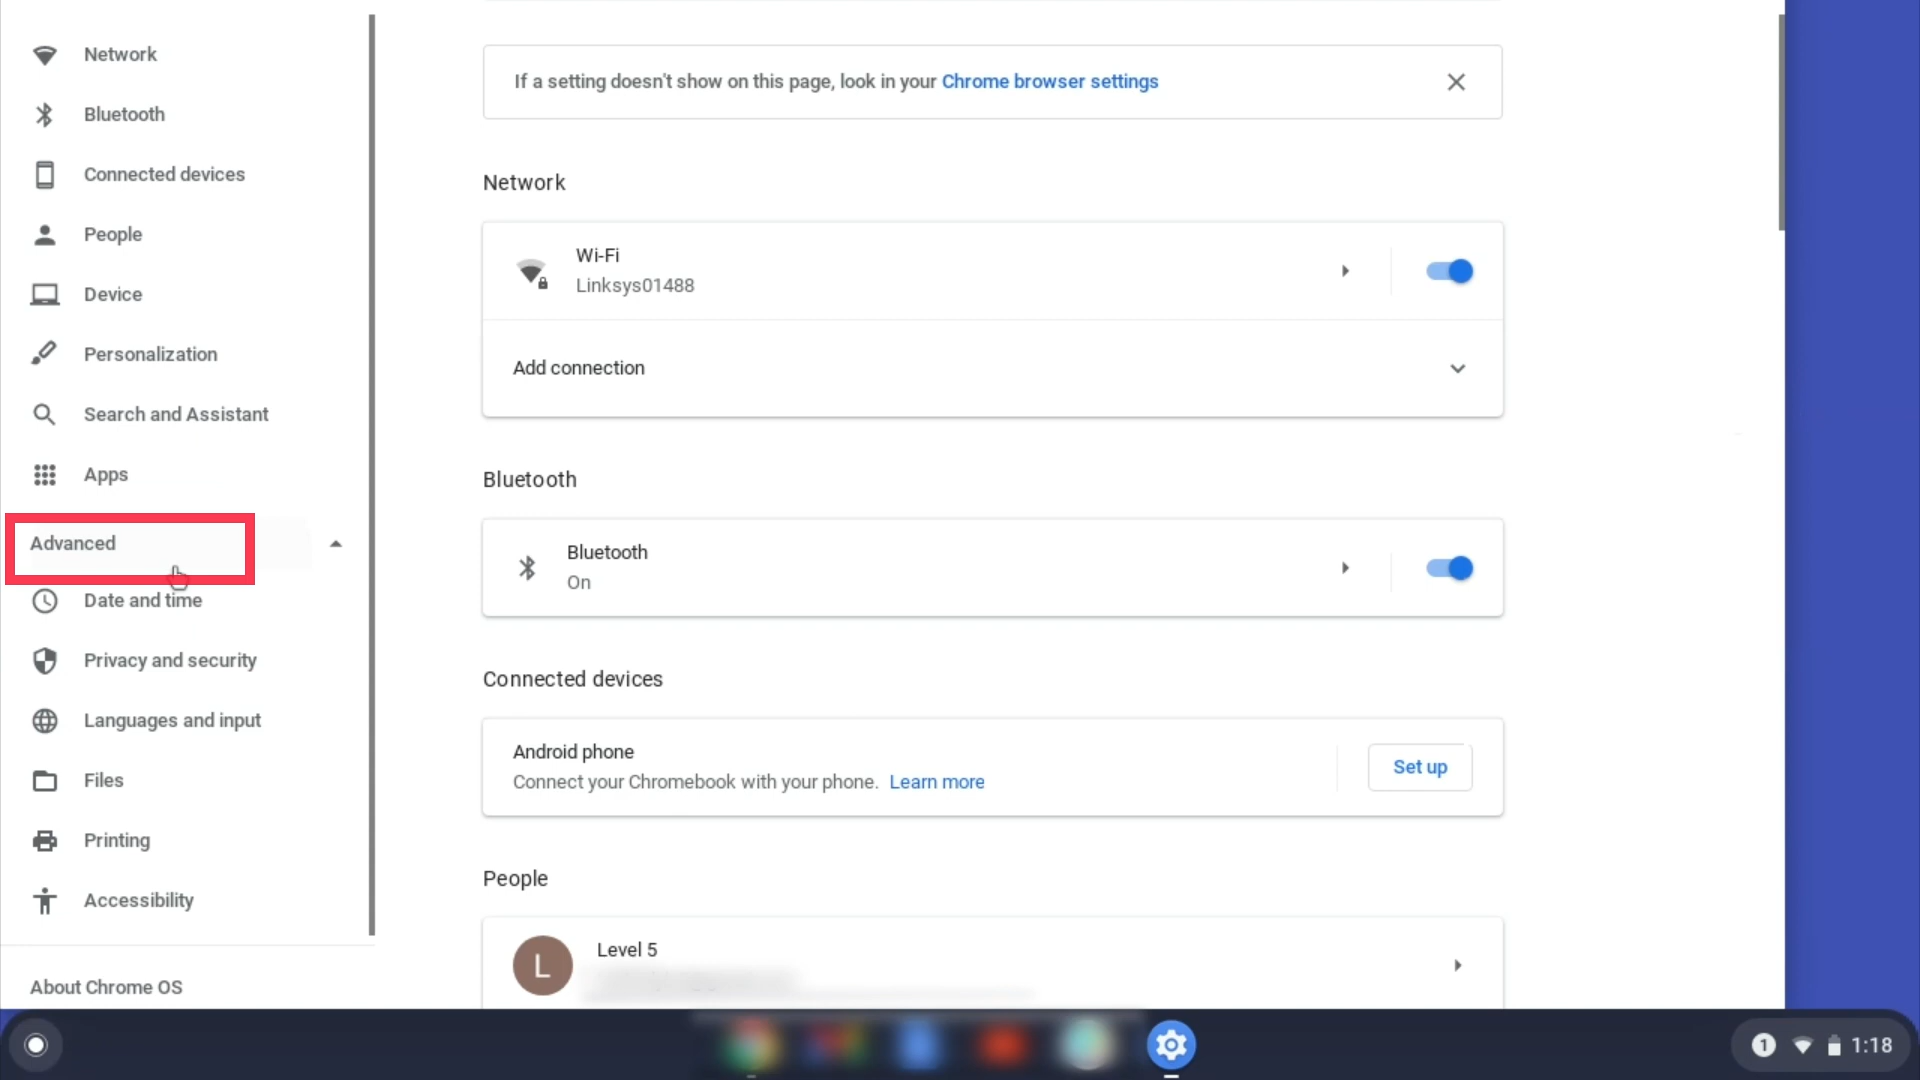 Network
Bluetooth
Connected devices
People
Device
Personalization
Search and Assistant
Apps
Advanced
Date and time
Privacy and security
Languages and input
Files
Printing
Accessibility
About Chrome OS
If a setting doesn't show on this page, look in your Chrome browser settings
Network
Wi-Fi
Linksys01488
Add connection
Bluetooth
Bluetooth
On
Connected devices
Android phone
Connect your Chromebook with your phone. Learn more
Set up
People
L
Level 5
1
1:18